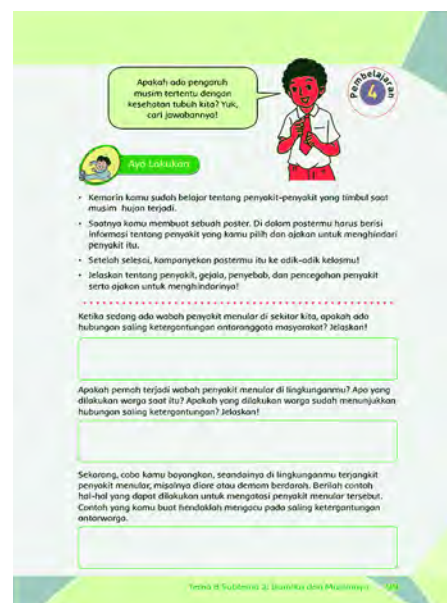 Apakah ada pengaruh
musim tertentu dengan
kesehatan tubuh kita? Yuk,
cari jawabannya!
Pembelajaran
4
Ayo Lakukan
• Kemarin kamu sudah belajar tentang penyakit-penyakit yang timbul saat
musim hujan terjadi.
• Saatnya kamu membuat sebuah poster. Di dalam postermu harus berisi
informasi tentang penyakit yang kamu pilih dan ajakan untuk menghindari
penyakit itu.
• Setelah selesai, kampanyekan postermu itu ke adik-adik kelasmu!
• Jelaskan tentang penyakit, gejala, penyebab, dan pencegahan penyakit
serta ajakan untuk menghindarinya!
Ketika sedang ada wabah penyakit menular di sekitar kita, apakah ada
hubungan saling ketergantungan antaranggota masyarakat? Jelaskan!
Apakah pernah terjadi wabah penyakit menular di lingkunganmu? Apa yang
dilakukan warga saat itu? Apakah yang dilakukan warga sudah menunjukkan
hubungan saling ketergantungan? Jelaskan!
Sekarang, coba kamu bayangkan, seandainya di lingkunganmu terjangkit
penyakit menular, misalnya diare atau demam berdarah. Berilah contoh
hal-hal yang dapat dilakukan untuk mengatasi penyakit menular tersebut.
Contoh yang kamu buat hendaklah mengacu pada saling ketergantungan
antarwarga.
Tema 8 Subtema 2: Bumiku dan Musimnya